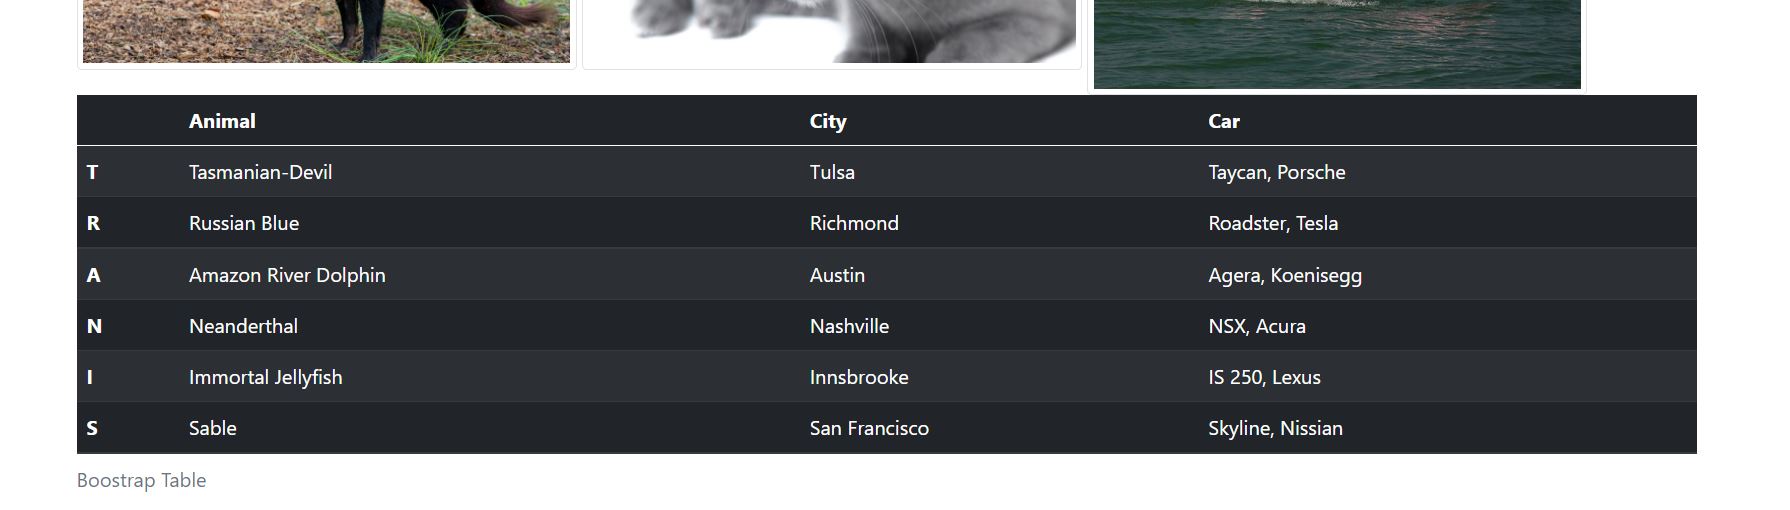 Animal City Car
T Tasmanian-Devil Tulsa Taycan, Porsche
R Russian Blue Richmond Roadster, Tesla
A Amazon River Dolphin Austin Agera, Koenisegg
N Neanderthal Nashville NSX, Acura
I Immortal Jellyfish Innsbrooke IS 250, Lexus
S Sable San Francisco Skyline, Nissian
Boostrap Table